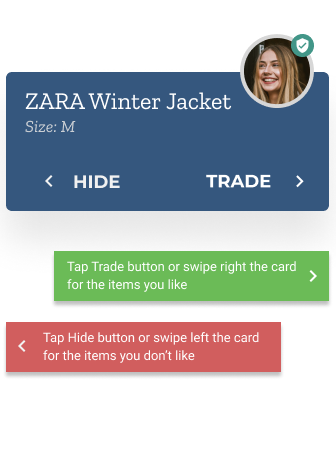 ZARA Winter Jacket
Size: M
HIDE
TRADE
Tap Trade button or swipe right the card
for the items you like
Tap Hide button or swipe left the card
for the items you don't like